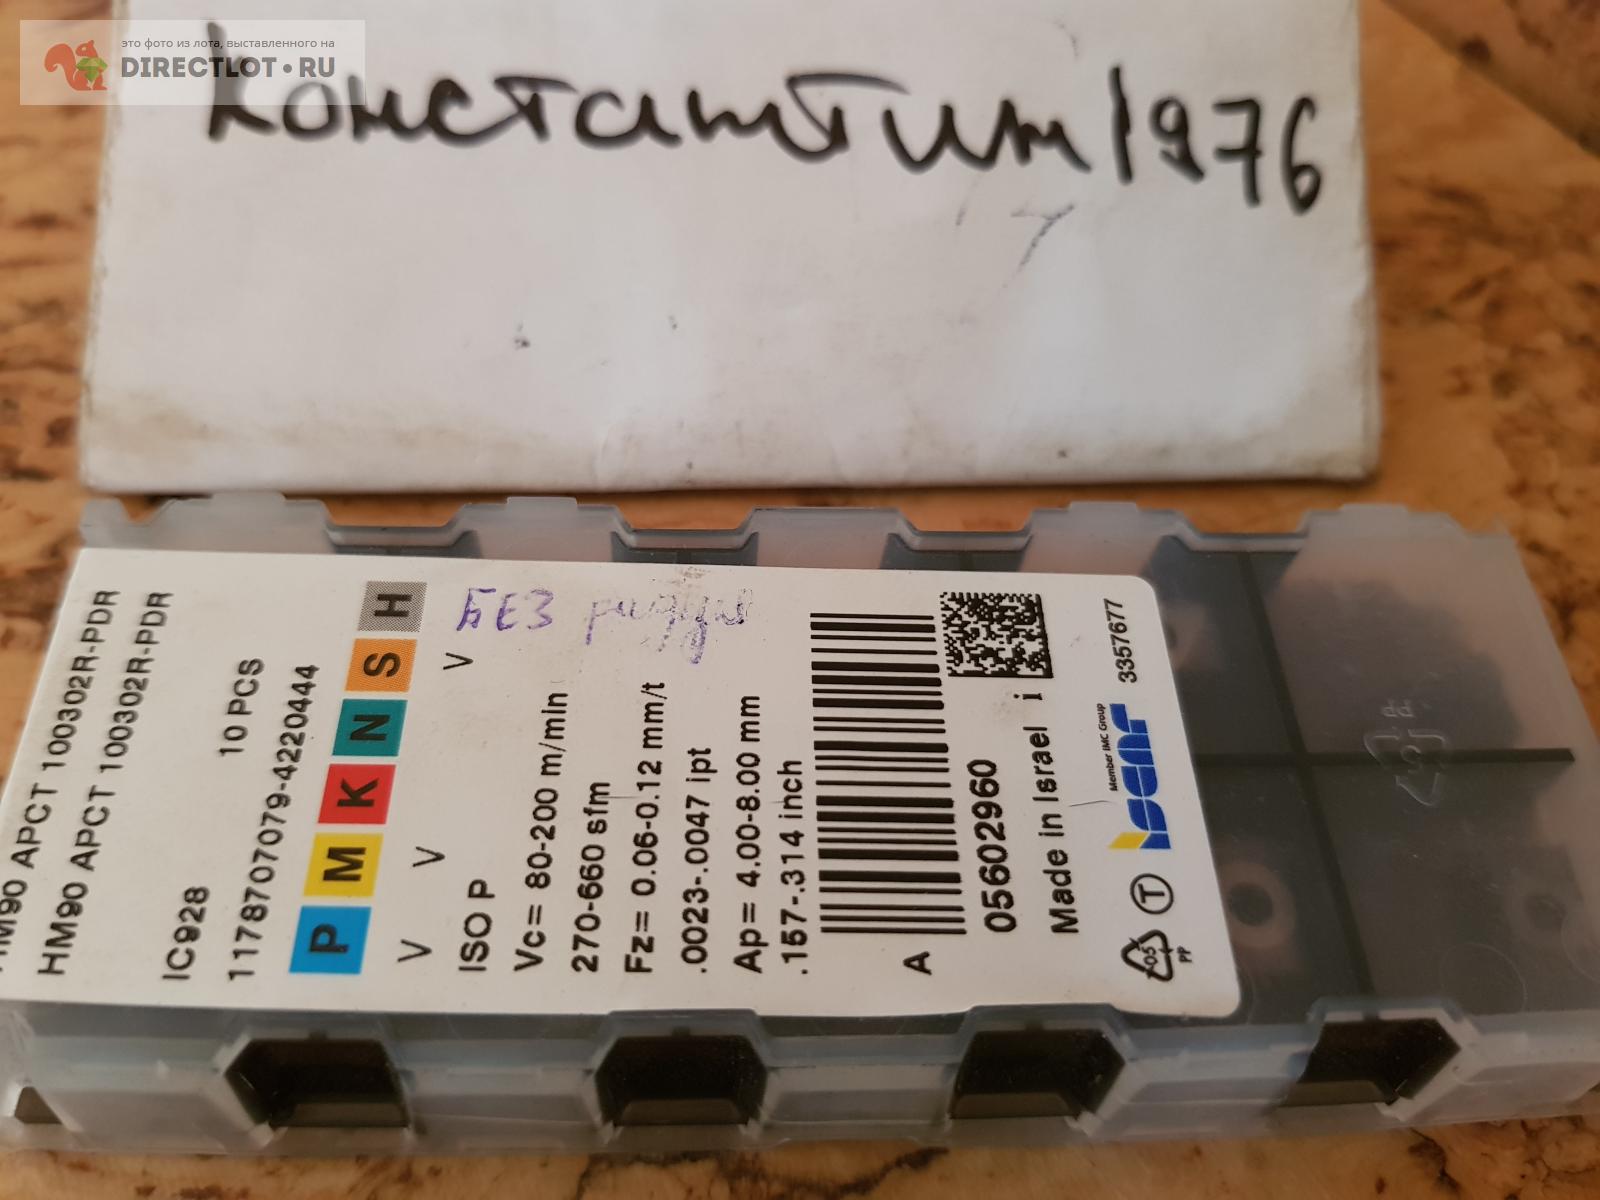 это фото из лота, выставленного на
DIRECTLOT.RU
Константин1976
HM90 APCT 100302R-PDR
HM90 APCT 100302R-PDR
IC928 10 PCS
1178707079-4220444
P M K N S H
V V V
БЕЗ
ISO P
Vc= 80-200 m/min
270-660 sfm
Fz= 0.06-0.12 mm/t
.0023-.0047 ipt
Ap= 4.00-8.00 mm
.157-.314 inch
A
05602960
Made in Israel i
Member IMC Group
iscar
3357677
T
05
PP